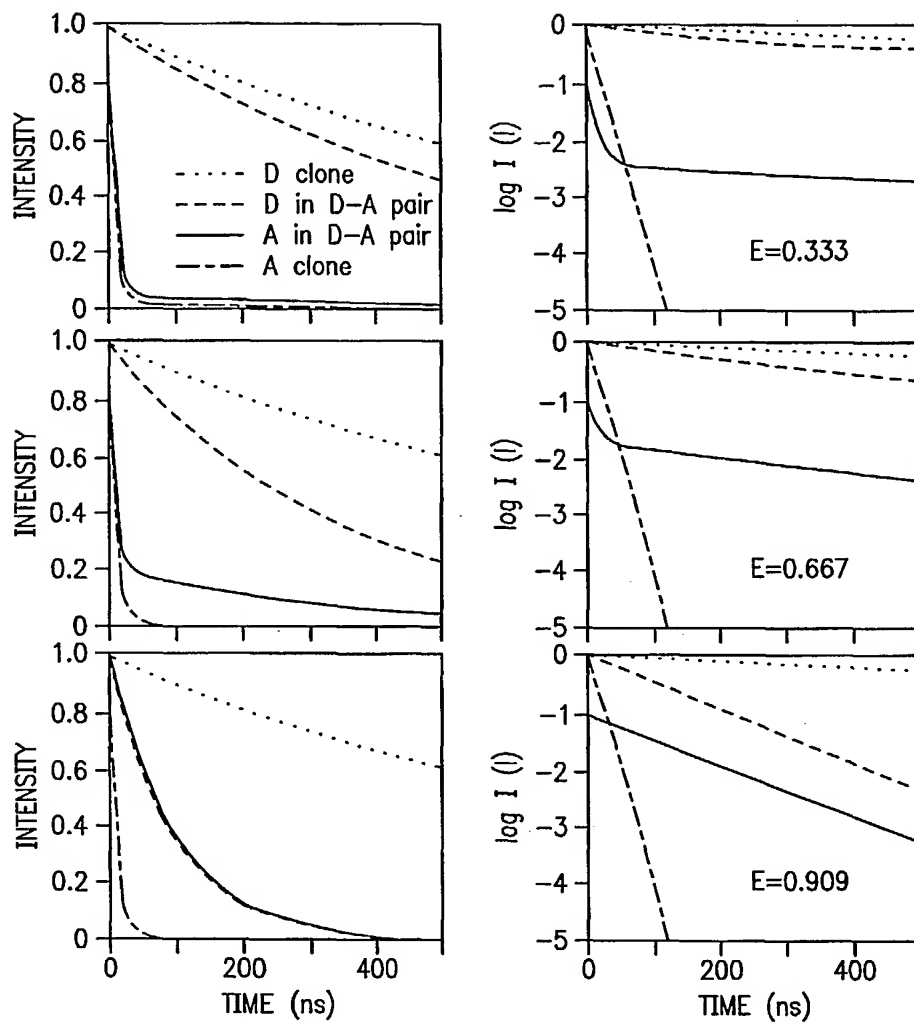 1.0
0.8
0.6
0.4
0.2
0
INTENSITY
D clone
D in D-A pair
A in D-A pair
A clone
0
-1
-2
-3
-4
-5
log I (I)
E=0.333
1.0
0.8
0.6
0.4
0.2
0
INTENSITY
0
-1
-2
-3
-4
-5
log I (I)
E=0.667
1.0
0.8
0.6
0.4
0.2
0
INTENSITY
0
200
400
TIME (ns)
0
-1
-2
-3
-4
-5
log I (I)
E=0.909
0
200
400
TIME (ns)